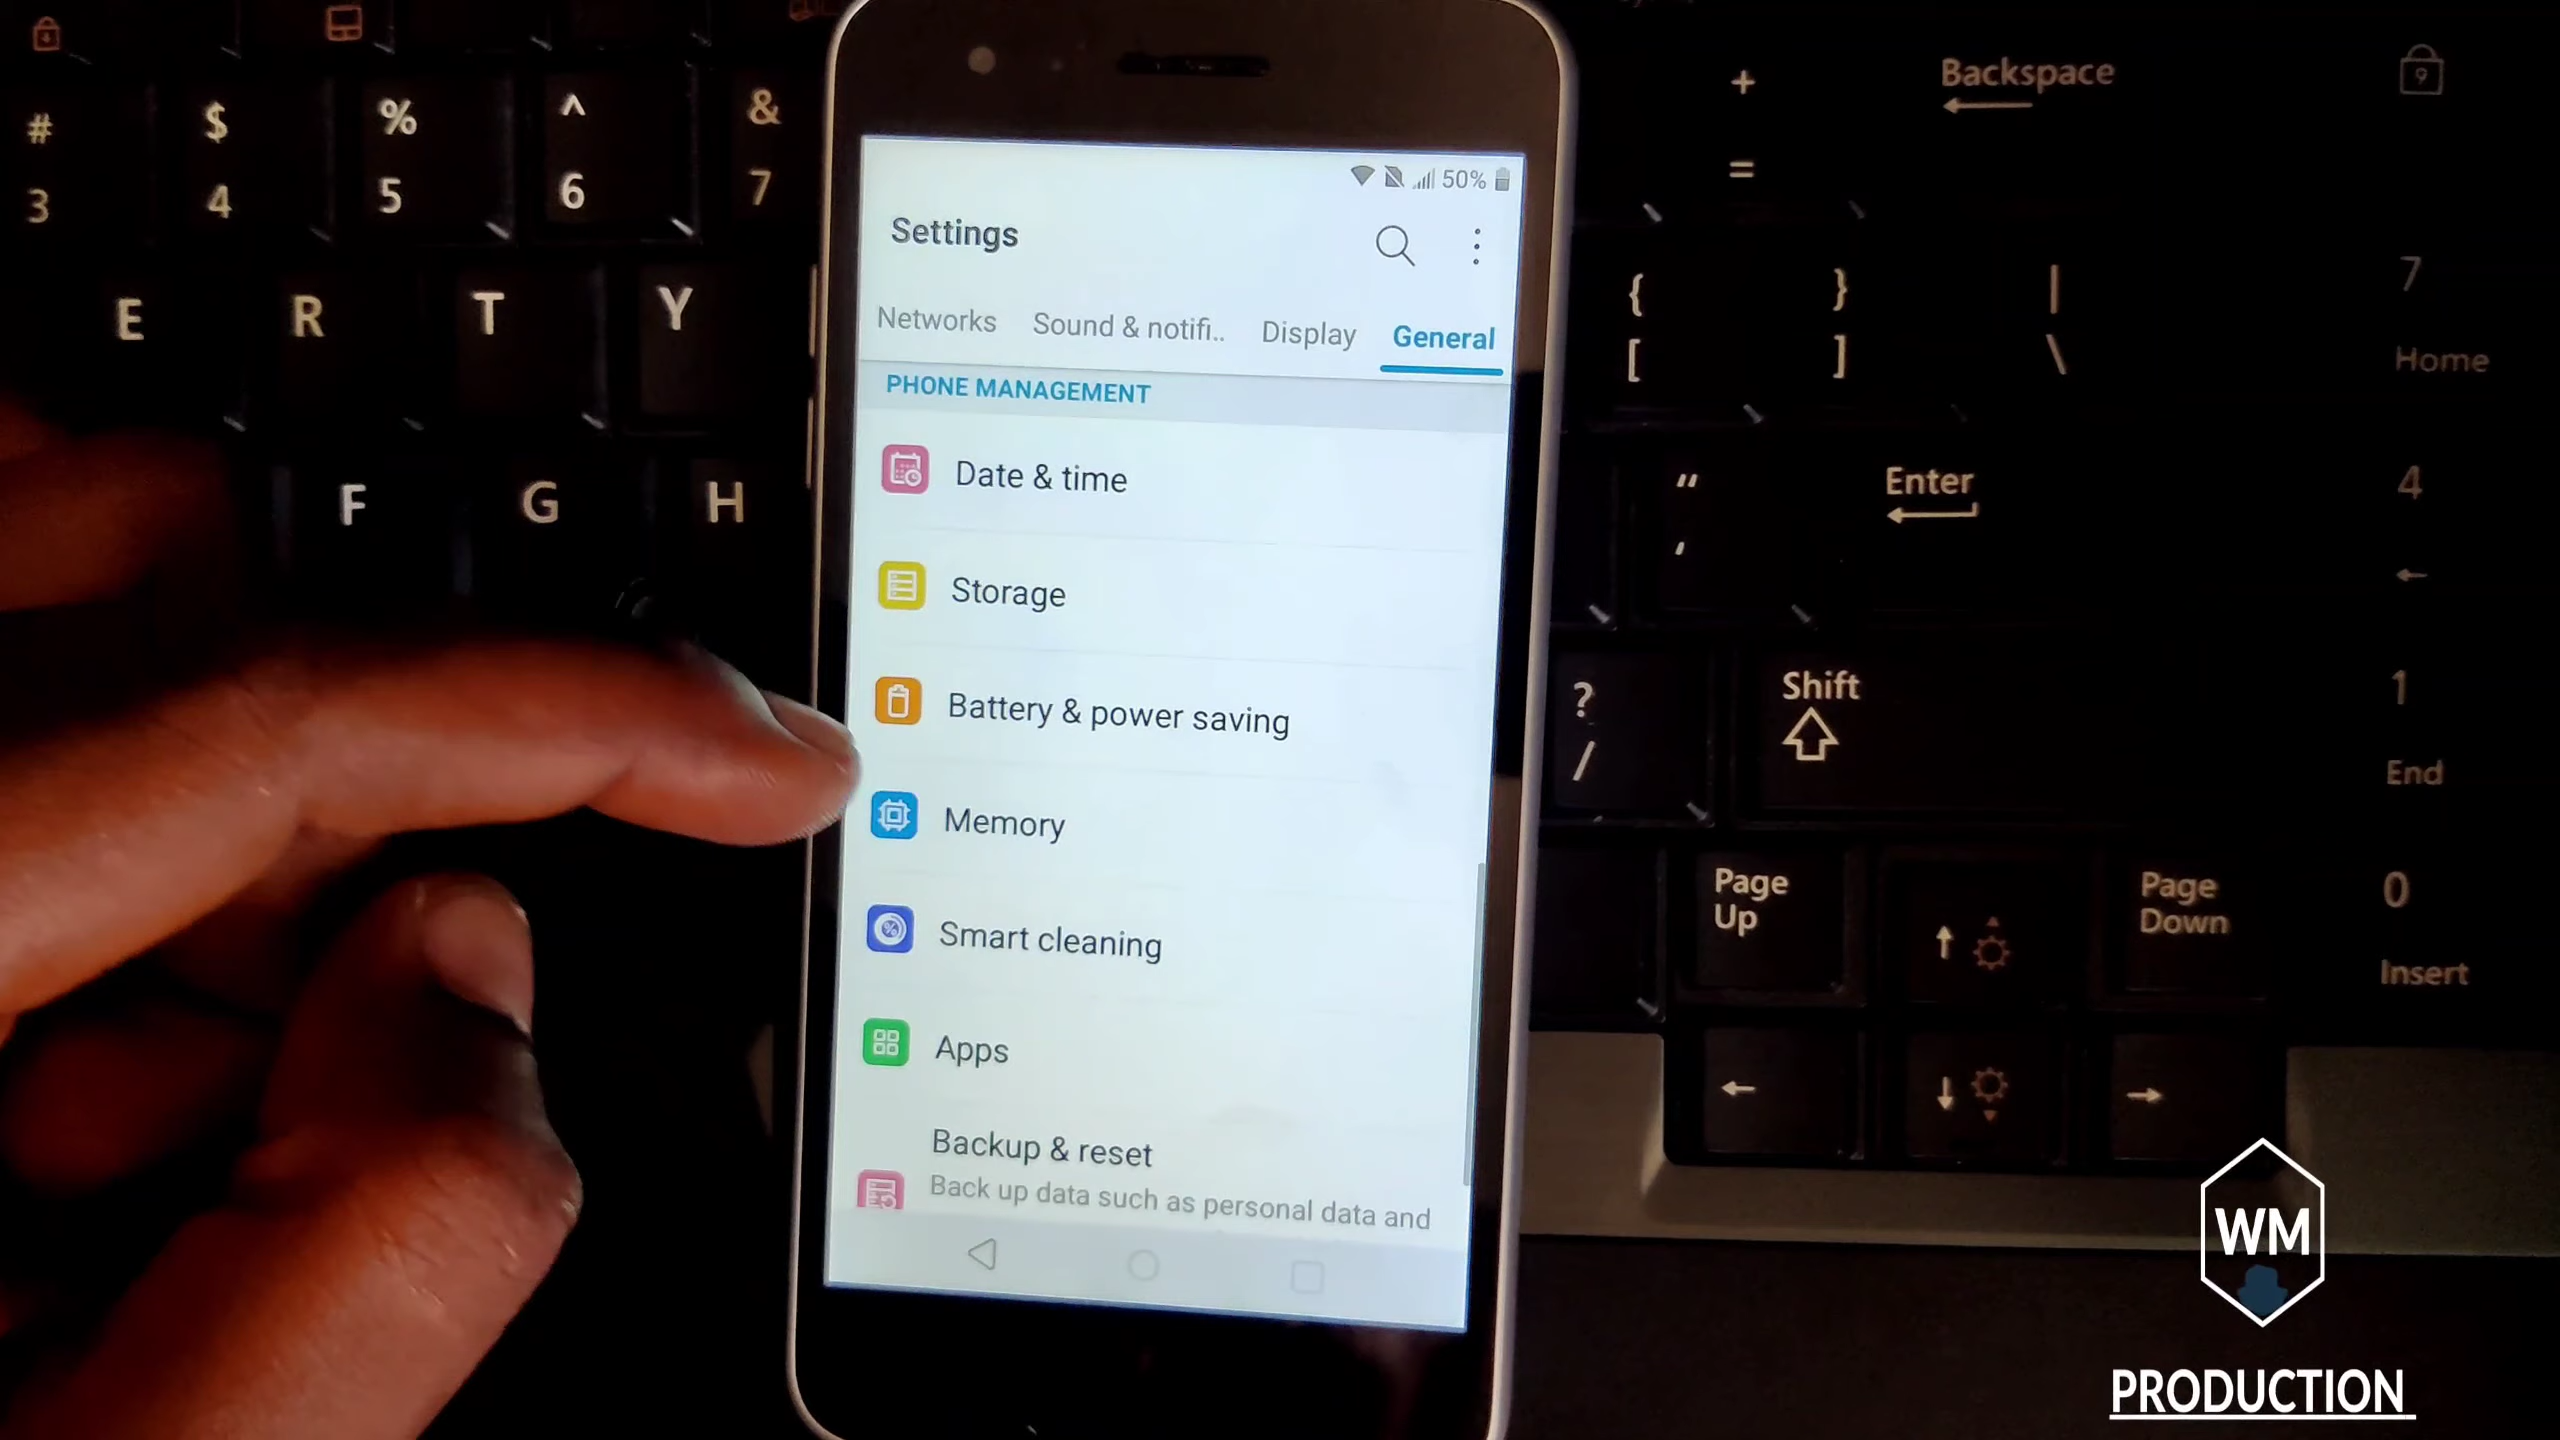 50%
Settings
Networks Sound & notifi.. Display General
PHONE MANAGEMENT
Date & time
Storage
Battery & power saving
Memory
Smart cleaning
Apps
Backup & reset
Back up data such as personal data and
# $ % ^ &
3 4 5 6 7
E R T Y
F G H
+
=
Backspace
9
{ } |
[ ] \
7
Home
"
'
Enter
4
?
/
Shift
1
End
Page
Up
Page
Down
0
Insert
WM
PRODUCTION